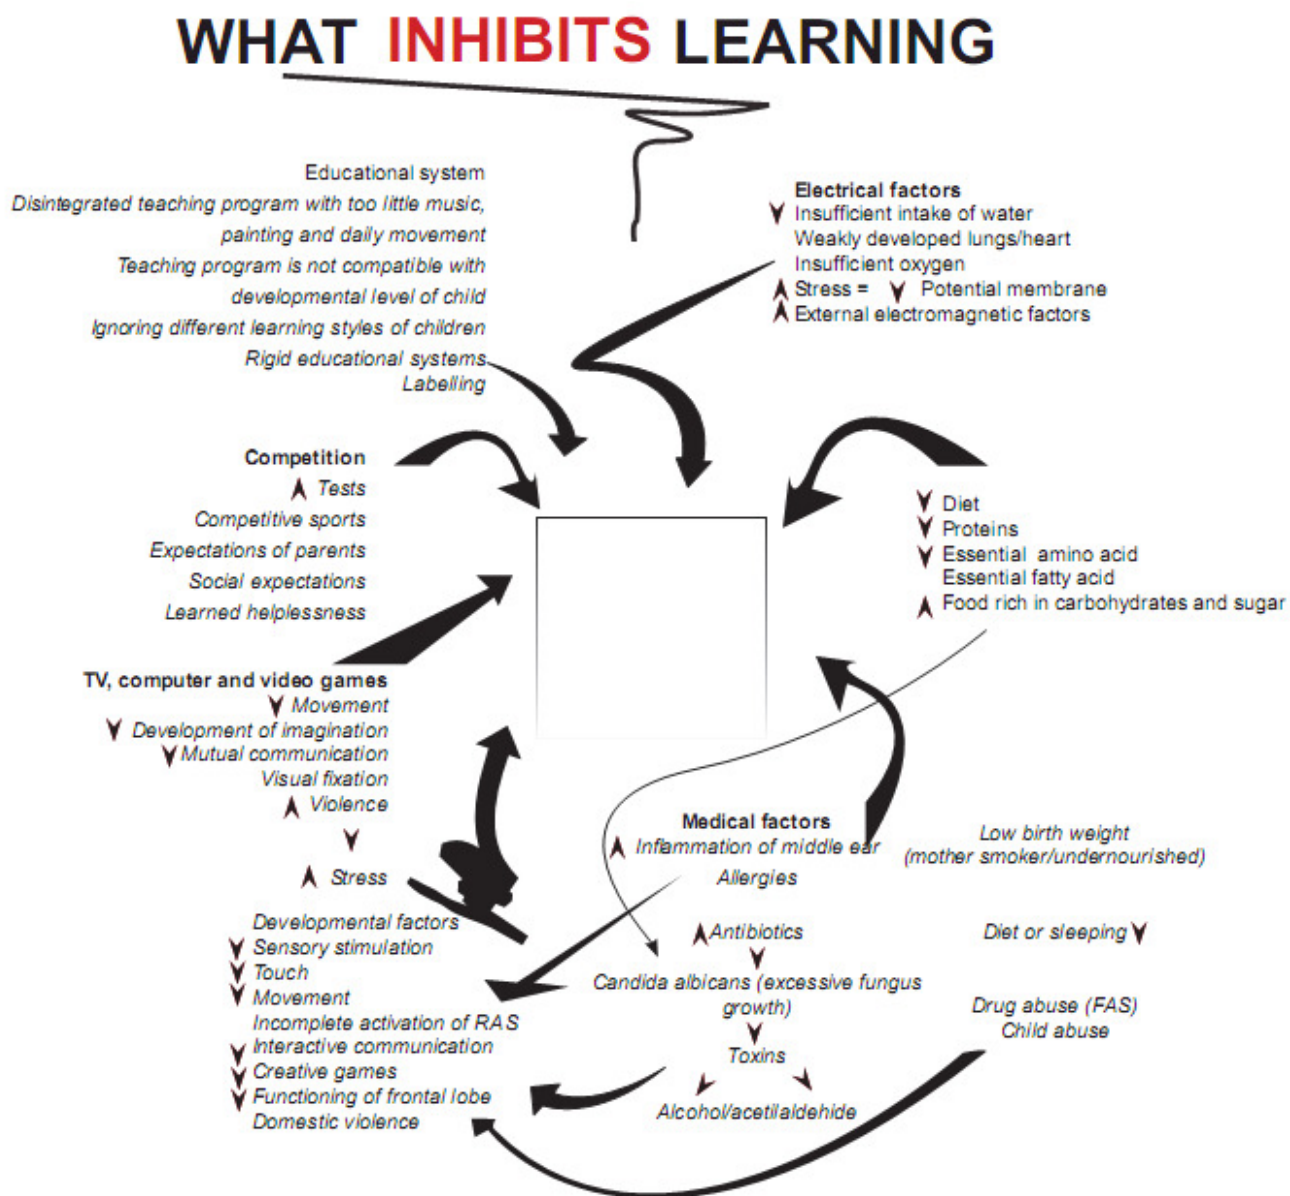 WHAT INHIBITS LEARNING
Educational system
Disintegrated teaching program with too little music,
painting and daily movement
Teaching program is not compatible with
developmental level of child
Ignoring different learning styles of children
Rigid educational systems
Labelling
Electrical factors
Insufficient intake of water
Weakly developed lungs/heart
Insufficient oxygen
Stress = Potential membrane
External electromagnetic factors
Competition
Tests
Competitive sports
Expectations of parents
Social expectations
Learned helplessness
Diet
Proteins
Essential amino acid
Essential fatty acid
Food rich in carbohydrates and sugar
TV, computer and video games
Movement
Development of imagination
Mutual communication
Visual fixation
Violence
Stress
Developmental factors
Sensory stimulation
Touch
Movement
Incomplete activation of RAS
Interactive communication
Creative games
Functioning of frontal lobe
Domestic violence
Medical factors
Inflammation of middle ear
Allergies
Antibiotics
Candida albicans (excessive fungus
growth)
Toxins
Alcohol/acetilaldehide
Low birth weight
(mother smoker/undernourished)
Diet or sleeping
Drug abuse (FAS)
Child abuse